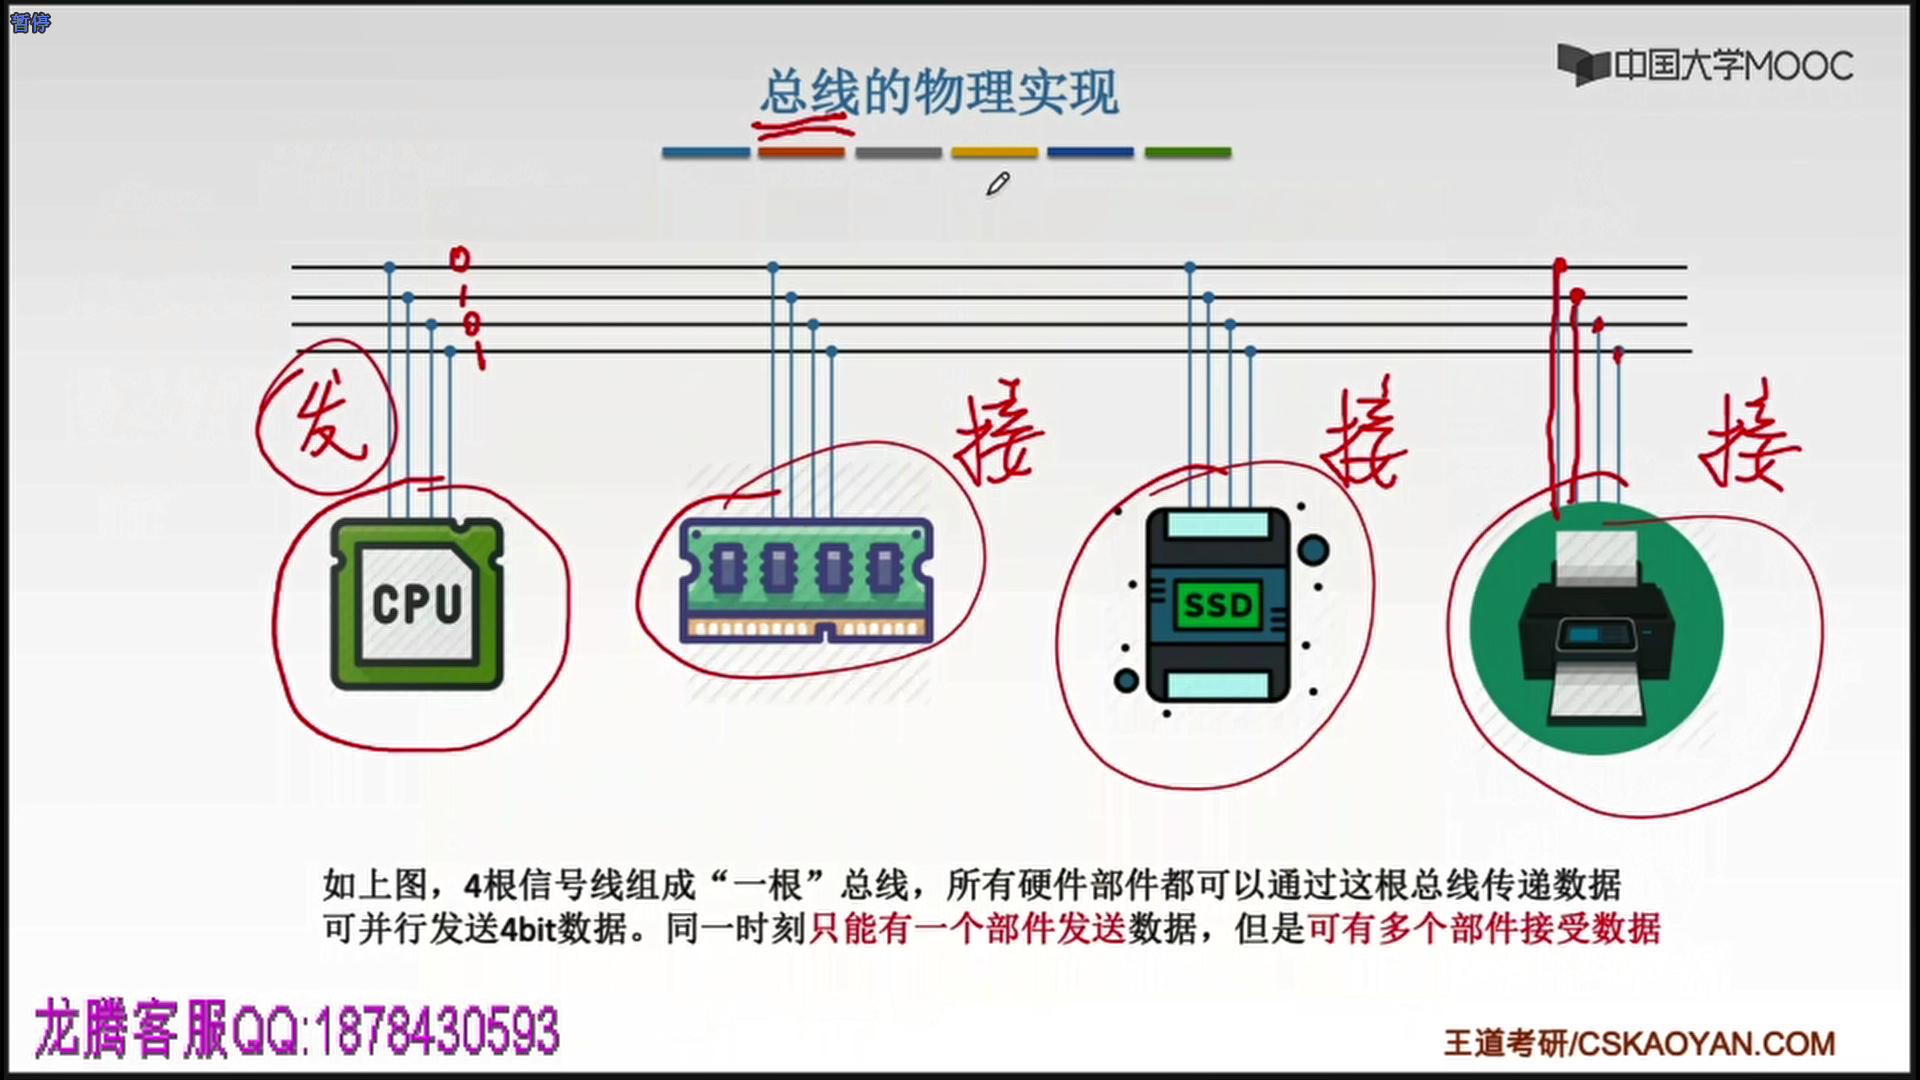 暂停
中国大学MOOC
总线的物理实现
0
1
0
1
发
接
接
接
CPU
SSD
如上图，4根信号线组成“一根”总线，所有硬件部件都可以通过这根总线传递数据
可并行发送4bit数据。同一时刻只能有一个部件发送数据，但是可有多个部件接受数据
龙腾客服QQ:1878430593
王道考研/CSKAOYAN.COM